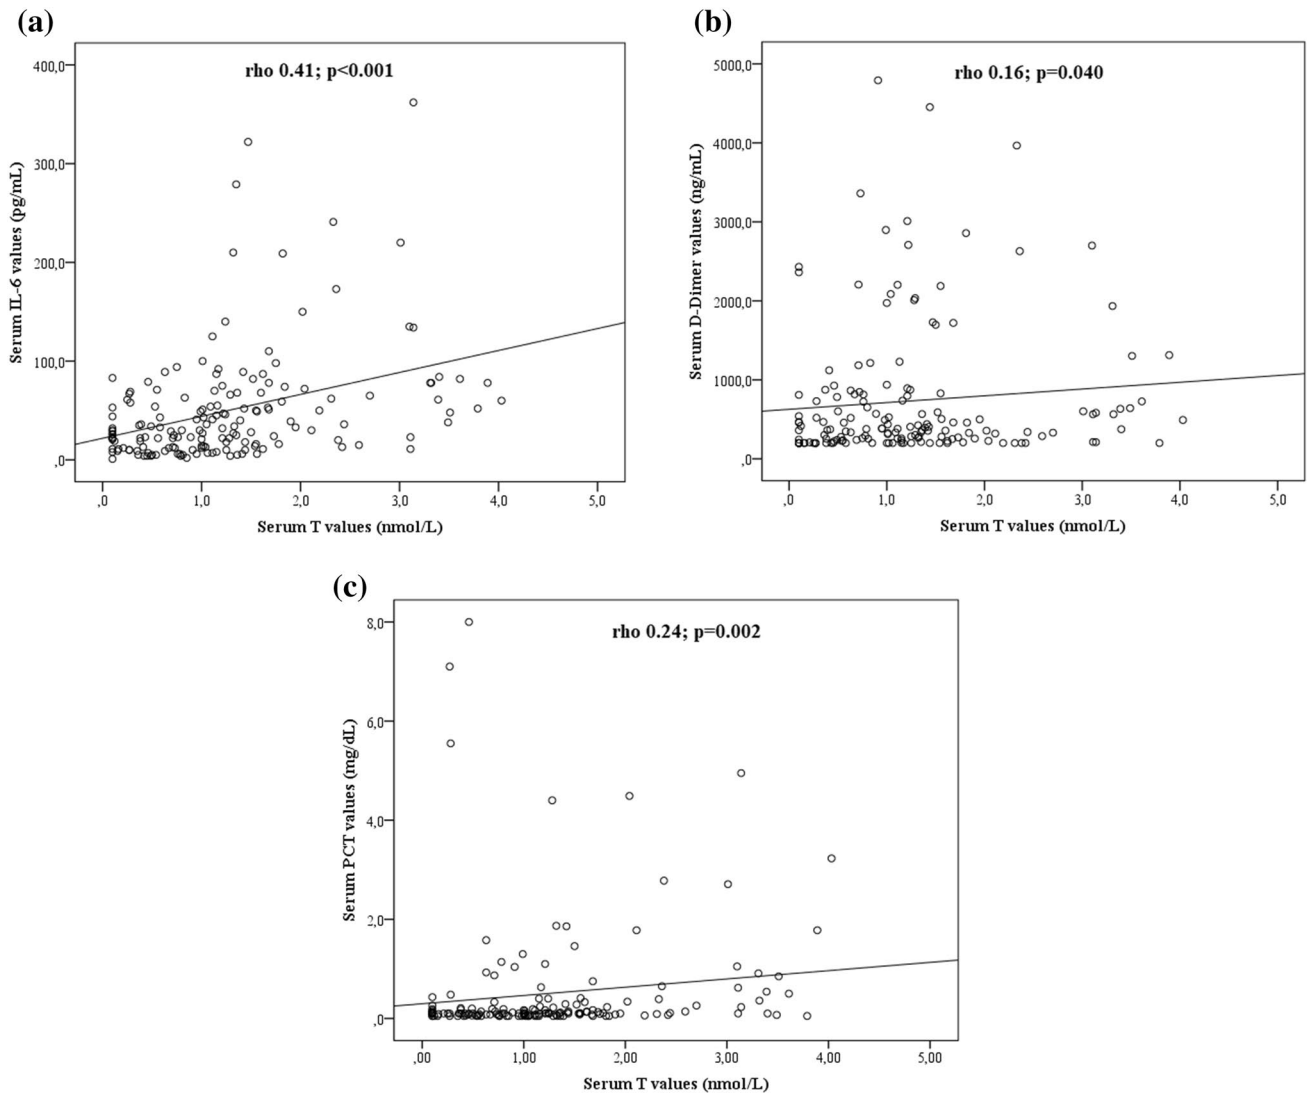 (a)
rho 0.41; p<0.001
400,0
300,0
200,0
100,0
,0
Serum IL-6 values (pg/mL)
,0 1,0 2,0 3,0 4,0 5,0
Serum T values (nmol/L)
(b)
rho 0.16; p=0.040
5000,0
4000,0
3000,0
2000,0
1000,0
,0
Serum D-Dimer values (ng/mL)
,0 1,0 2,0 3,0 4,0 5,0
Serum T values (nmol/L)
(c)
rho 0.24; p=0.002
8,0
6,0
4,0
2,0
,0
Serum PCT values (mg/dL)
,00 1,00 2,00 3,00 4,00 5,00
Serum T values (nmol/L)